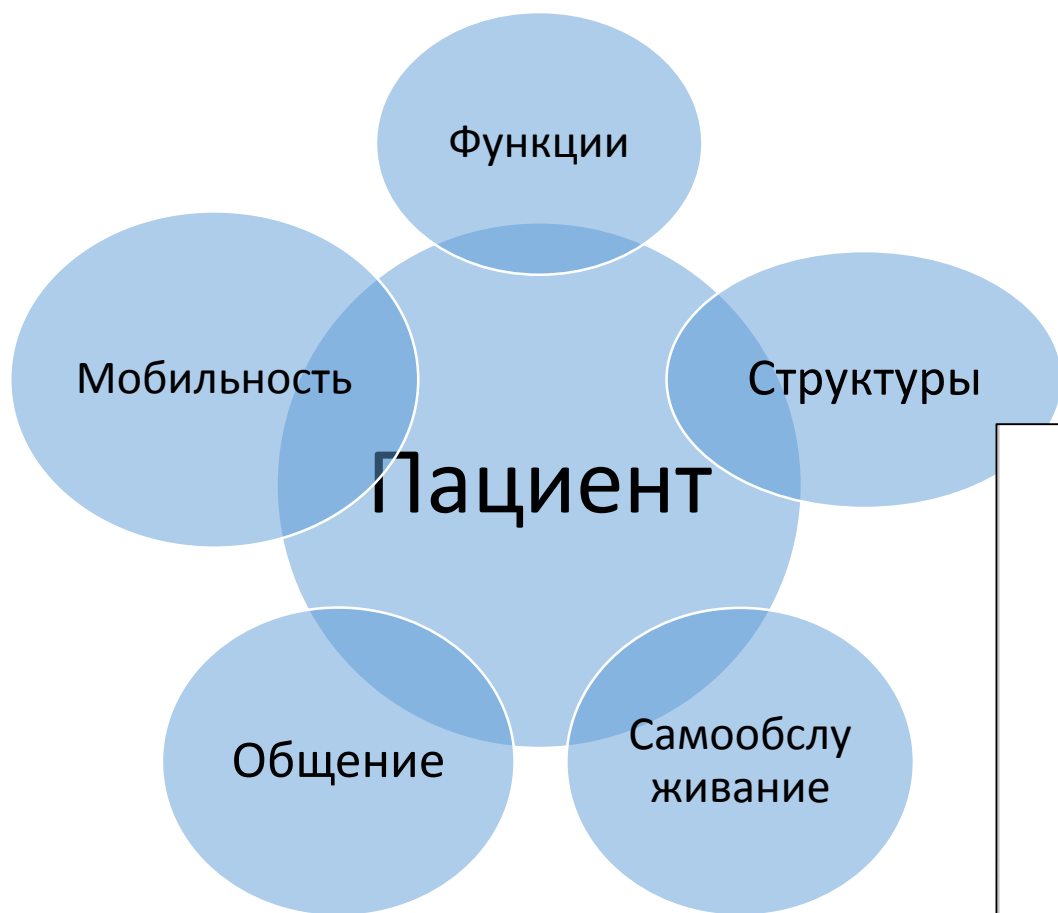 Функции
Мобильность
Структуры
Пациент
Общение
Самообслу
живание